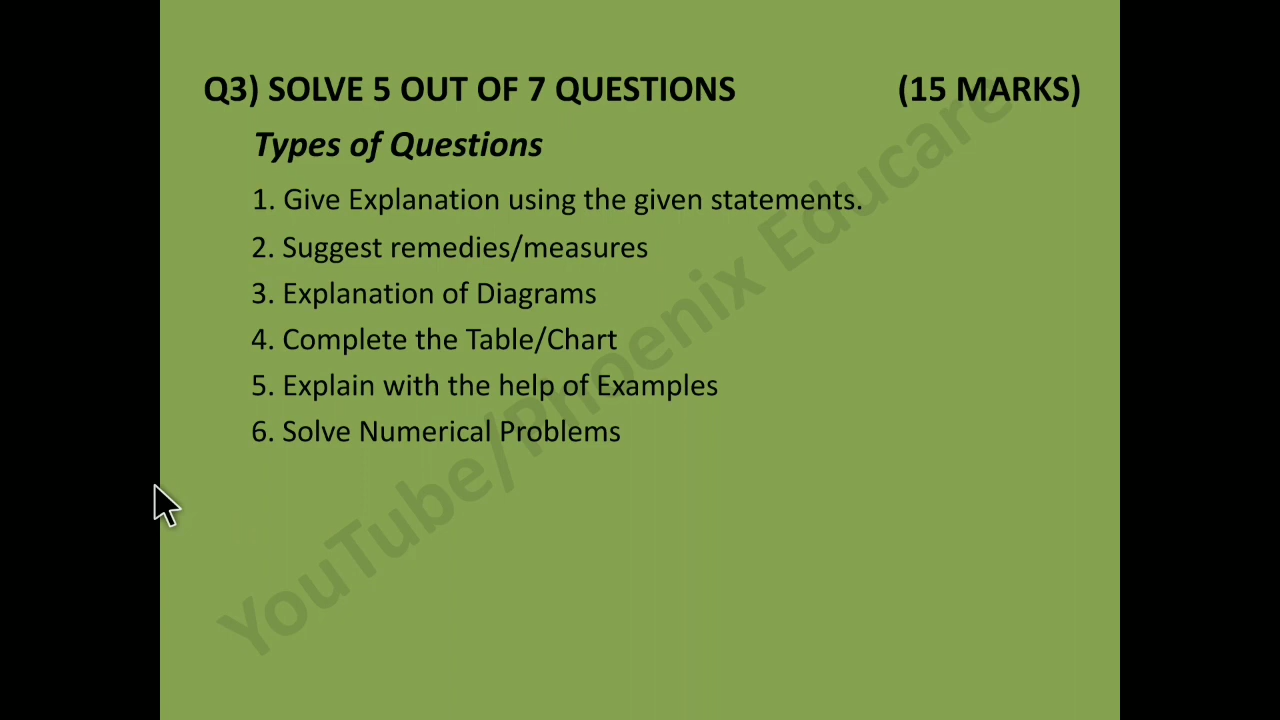 Q3) SOLVE 5 OUT OF 7 QUESTIONS (15 MARKS)
Types of Questions
1. Give Explanation using the given statements.
2. Suggest remedies/measures
3. Explanation of Diagrams
4. Complete the Table/Chart
5. Explain with the help of Examples
6. Solve Numerical Problems
YouTube/Phoenix Educare